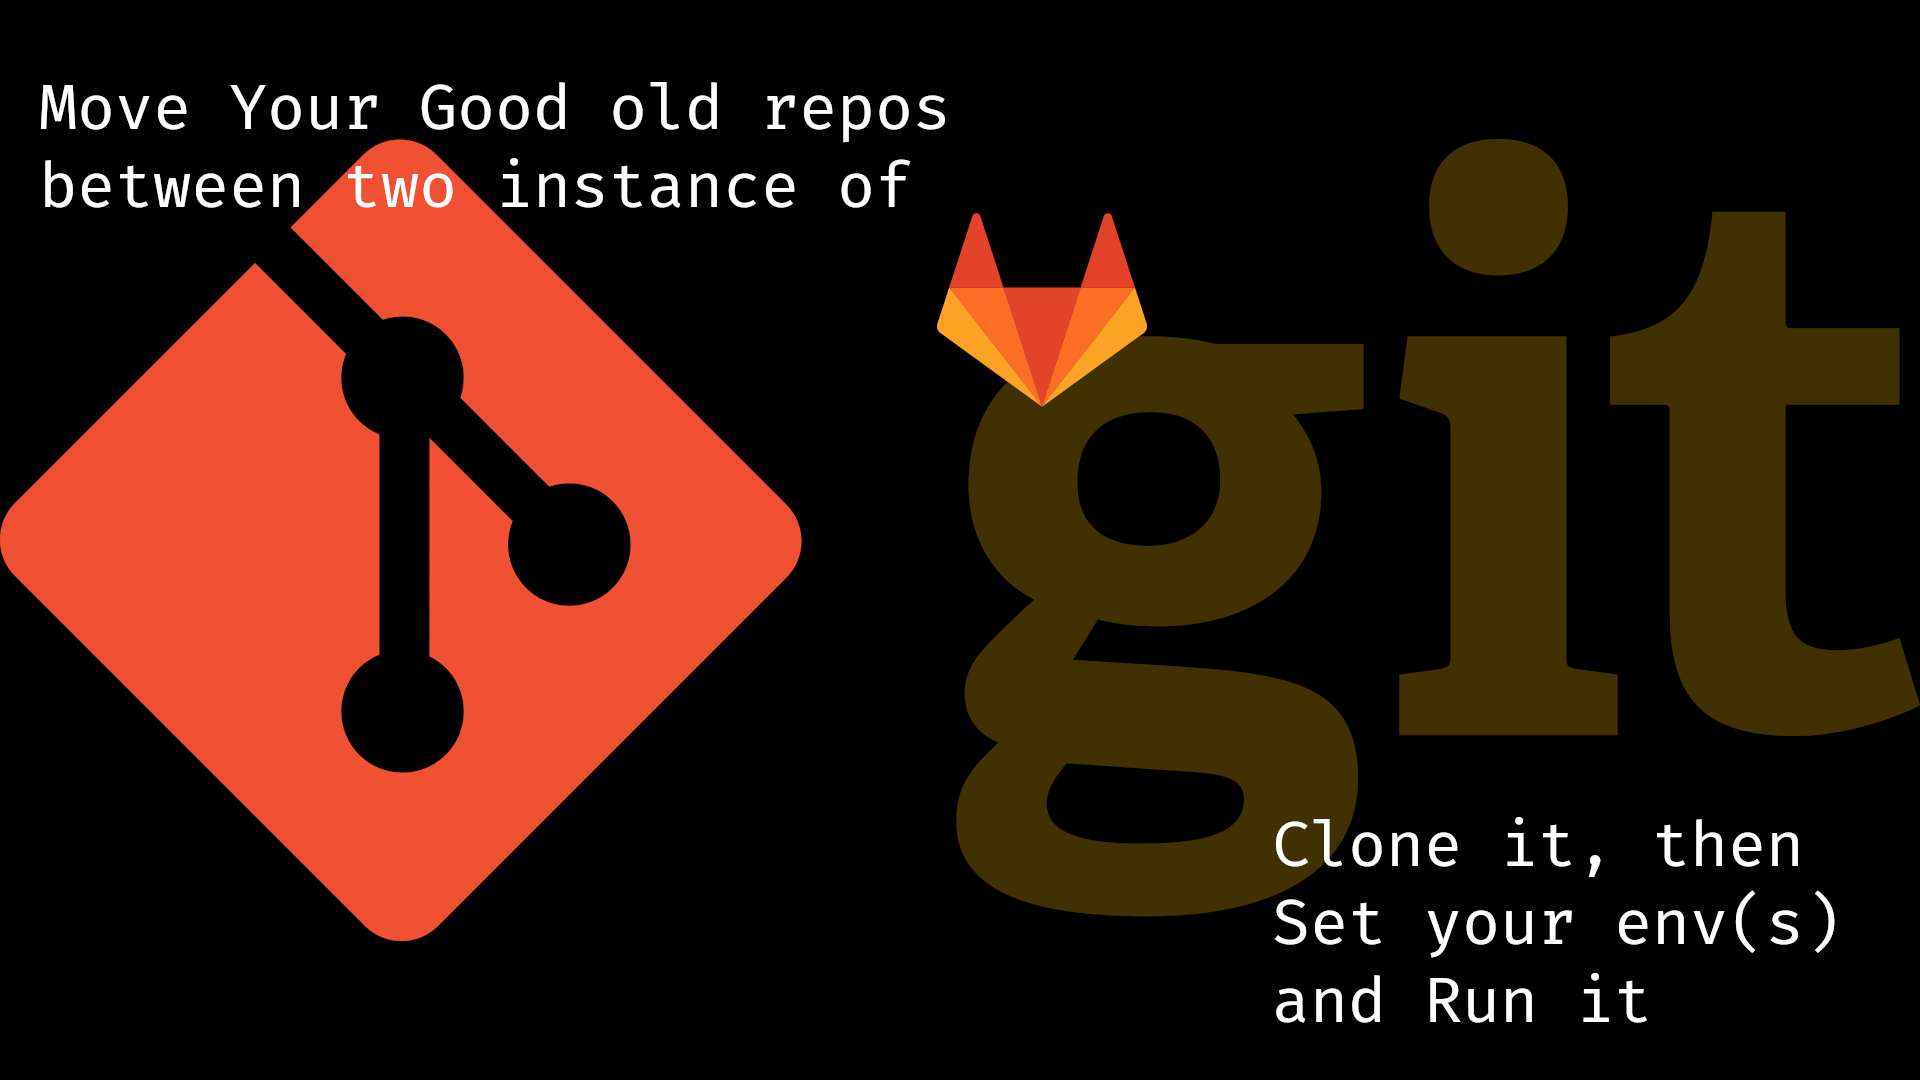 Move Your Good old repos
between two instance of
git
Clone it, then
Set your env(s)
and Run it